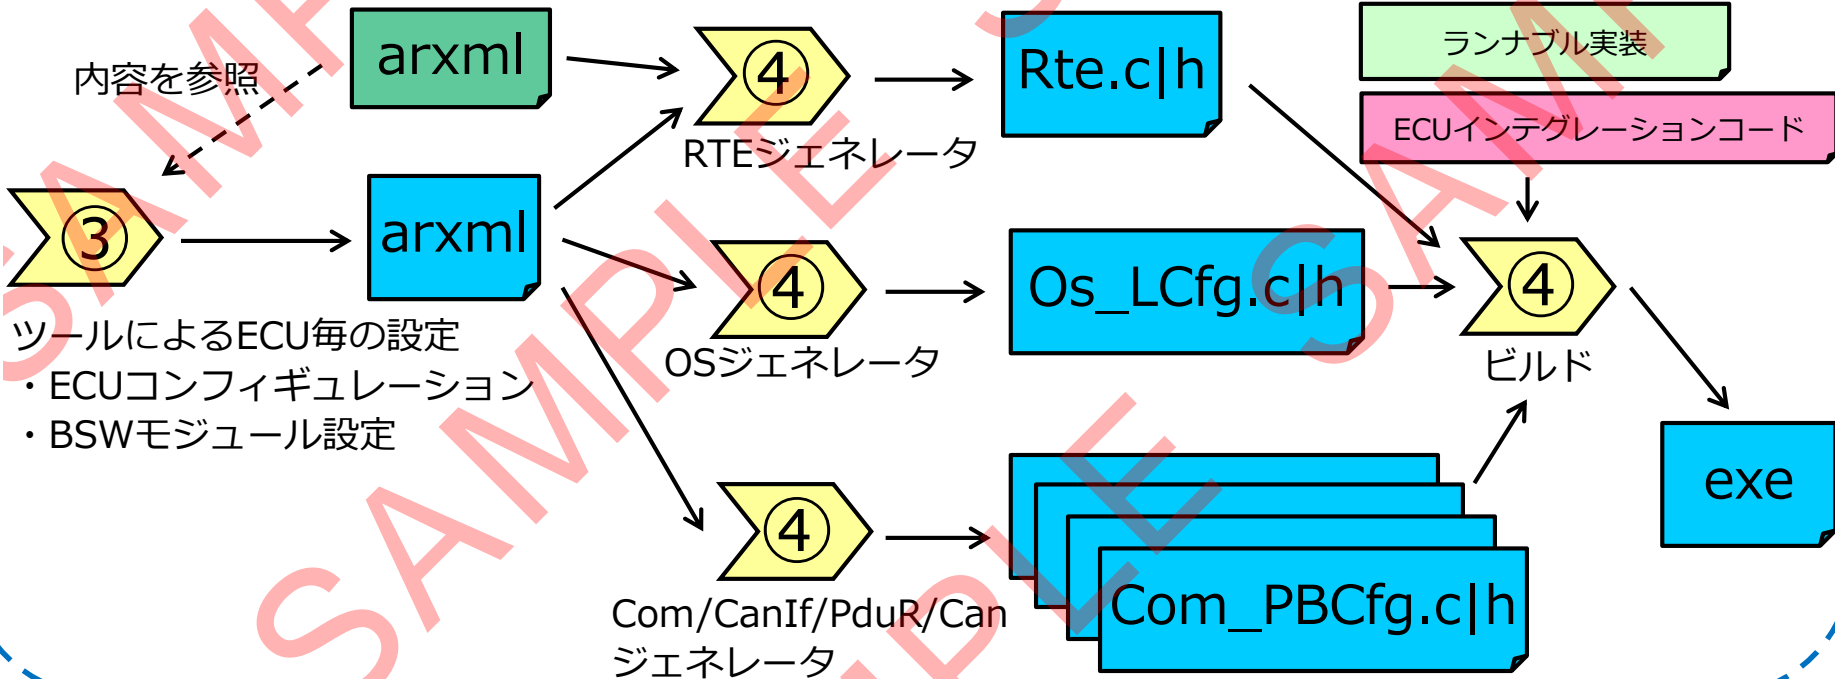 内容を参照
arxml
④
RTEジェネレータ
Rte.c|h
ランナブル実装
ECUインテグレーションコード
③
arxml
ツールによるECU毎の設定
・ECUコンフィギュレーション
・BSWモジュール設定
④
OSジェネレータ
Os_LCfg.c|h
④
ビルド
exe
④
Com/CanIf/PduR/Can
ジェネレータ
Com_PBCfg.c|h
SAMPLE
SAMPLE
SAMPLE